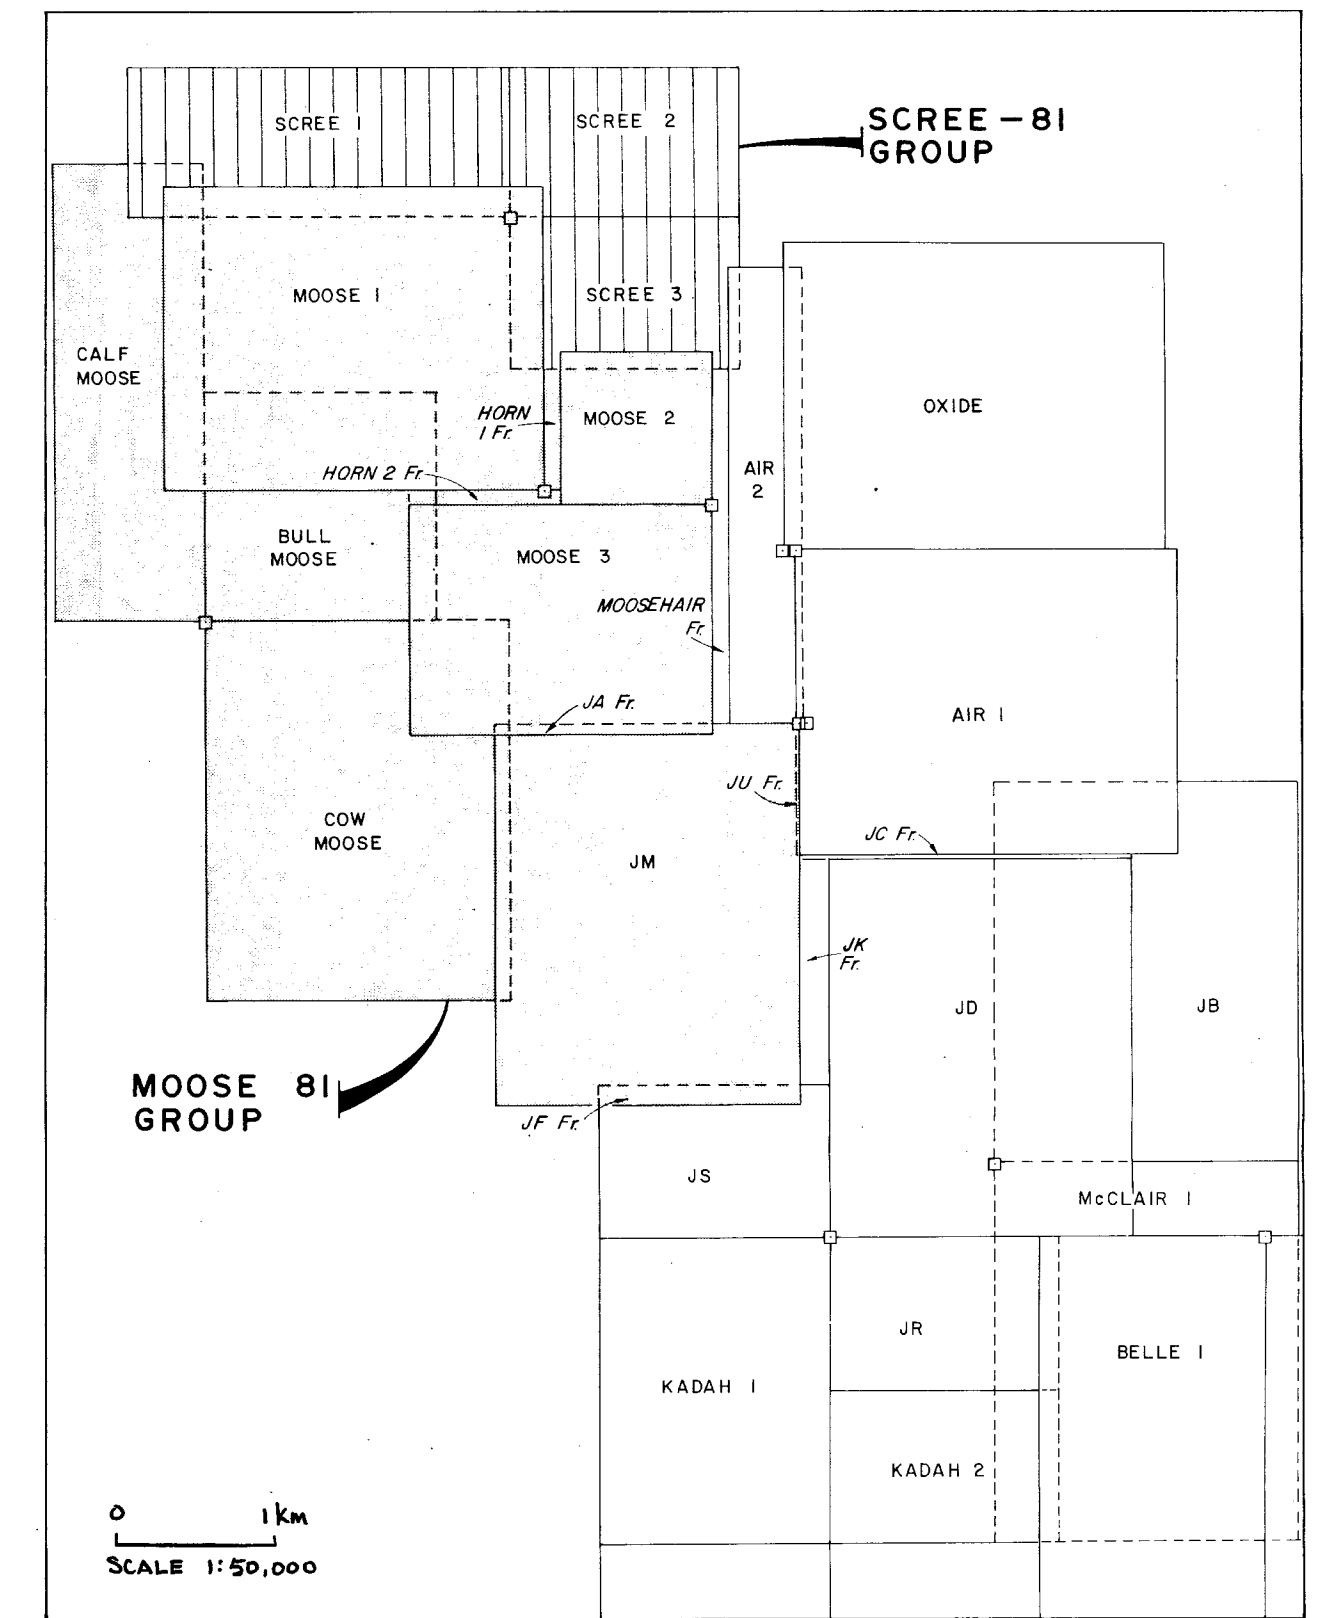 SCREE 1
SCREE 2
SCREE – 81
GROUP
MOOSE 1
SCREE 3
CALF
MOOSE
HORN
1 Fr.
MOOSE 2
OXIDE
HORN 2 Fr.
AIR
2
BULL
MOOSE
MOOSE 3
MOOSEHAIR
Fr.
JA Fr.
AIR 1
JU Fr.
COW
MOOSE
JC Fr.
JM
JK
Fr.
JD
JB
MOOSE 81
GROUP
JF Fr.
JS
McCLAIR 1
JR
BELLE 1
KADAH 1
KADAH 2
0 1 km
SCALE 1:50,000